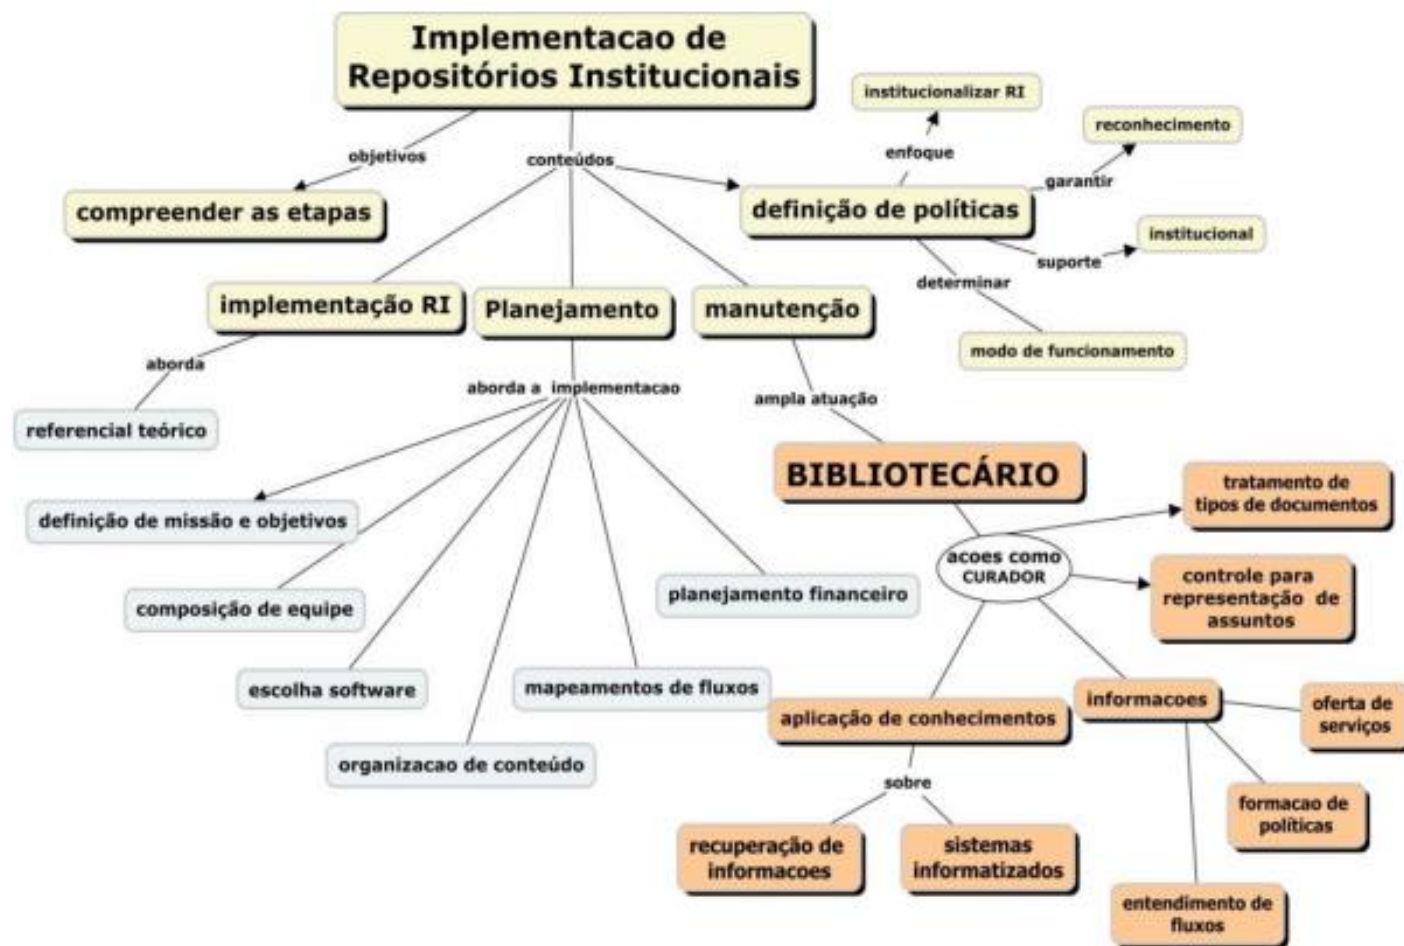 Implementacao de
Repositórios Institucionais
institucionalizar RI
reconhecimento
objetivos
conteúdos
enfoque
garantir
compreender as etapas
definição de políticas
institucional
suporte
determinar
implementação RI
Planejamento
manutenção
modo de funcionamento
aborda
aborda a implementacao
ampla atuação
referencial teórico
BIBLIOTECÁRIO
tratamento de
tipos de documentos
definição de missão e objetivos
acoes como
CURADOR
controle para
representação de
assuntos
composição de equipe
planejamento financeiro
escolha software
mapeamentos de fluxos
aplicação de conhecimentos
informacoes
oferta de
serviços
organizacao de conteúdo
sobre
formacao de
políticas
recuperação de
informacoes
sistemas
informatizados
entendimento de
fluxos